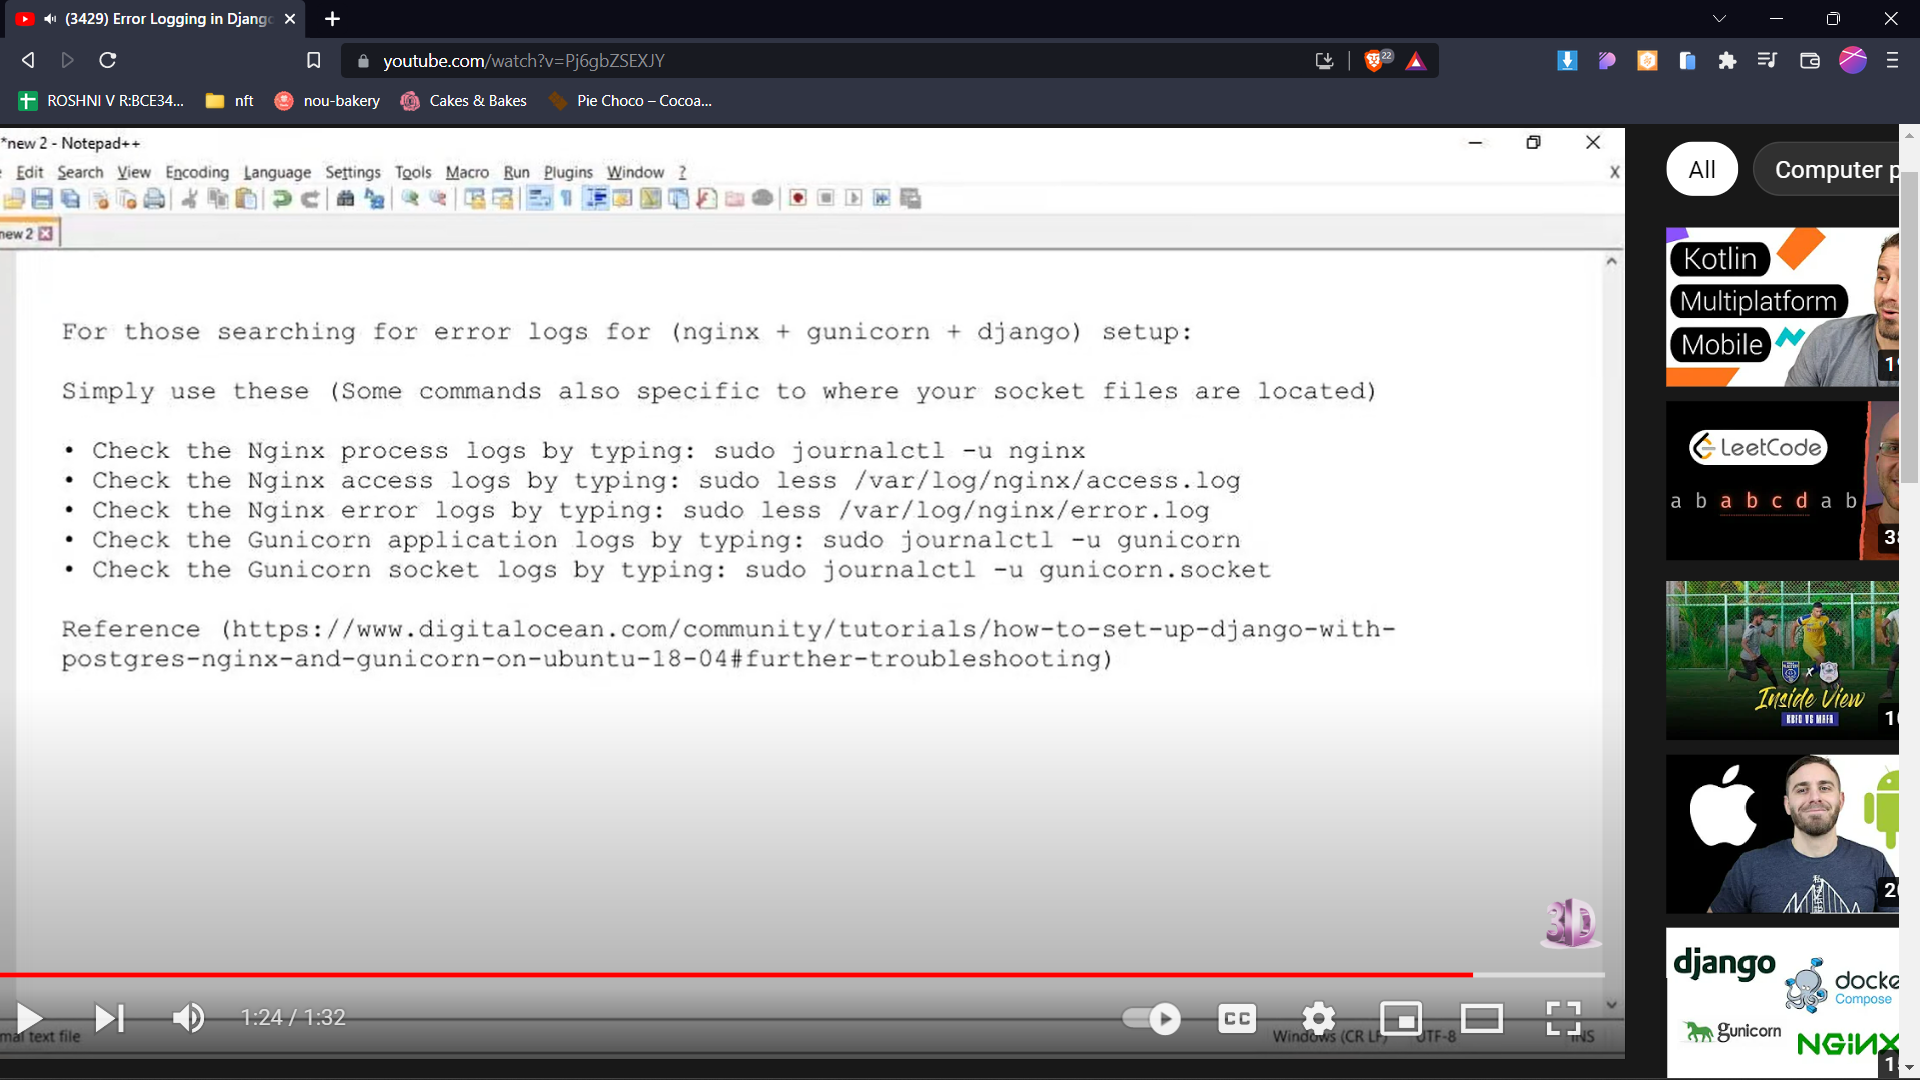 (3429) Error Logging in Djang
youtube.com/watch?v=Pj6gbZSEXJY
22
ROSHNI V R:BCE34...
nft
nou-bakery
Cakes & Bakes
Pie Choco – Cocoa...
*new 2 - Notepad++
Edit Search View Encoding Language Settings Tools Macro Run Plugins Window ?
X
new 2
For those searching for error logs for (nginx + gunicorn + django) setup:
Simply use these (Some commands also specific to where your socket files are located)
• Check the Nginx process logs by typing: sudo journalctl -u nginx
• Check the Nginx access logs by typing: sudo less /var/log/nginx/access.log
• Check the Nginx error logs by typing: sudo less /var/log/nginx/error.log
• Check the Gunicorn application logs by typing: sudo journalctl -u gunicorn
• Check the Gunicorn socket logs by typing: sudo journalctl -u gunicorn.socket
Reference (https://www.digitalocean.com/community/tutorials/how-to-set-up-django-with-
postgres-nginx-and-gunicorn-on-ubuntu-18-04#further-troubleshooting)
3D
1:24 / 1:32
CC
mal text file
Windows (CR LF)
UTF-8
INS
All
Computer p
Kotlin
Multiplatform
Mobile
19
LeetCode
a b a b c d a b
38
Inside View
10
20
django
docke
Compose
gunicorn
NGINX